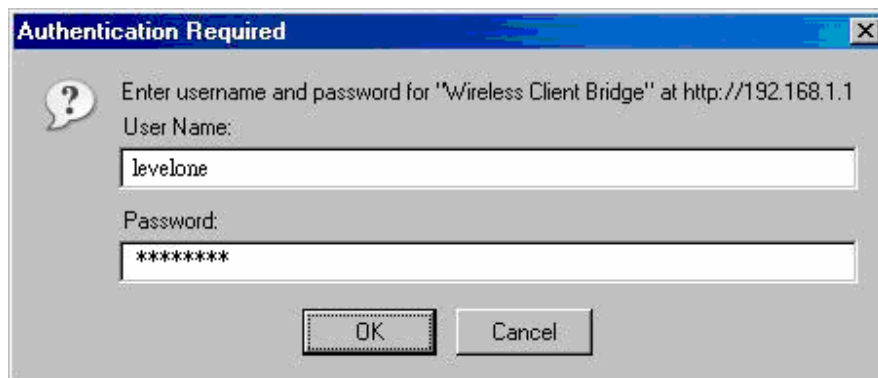 Authentication Required
Enter username and password for "Wireless Client Bridge" at http://192.168.1.1
User Name:
levelone
Password:
********
OK
Cancel